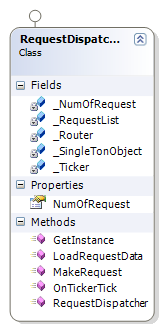 RequestDispatc...
Class
Fields
_NumOfRequest
_RequestList
_Router
_SingleTonObject
_Ticker
Properties
NumOfRequest
Methods
GetInstance
LoadRequestData
MakeRequest
OnTickerTick
RequestDispatcher